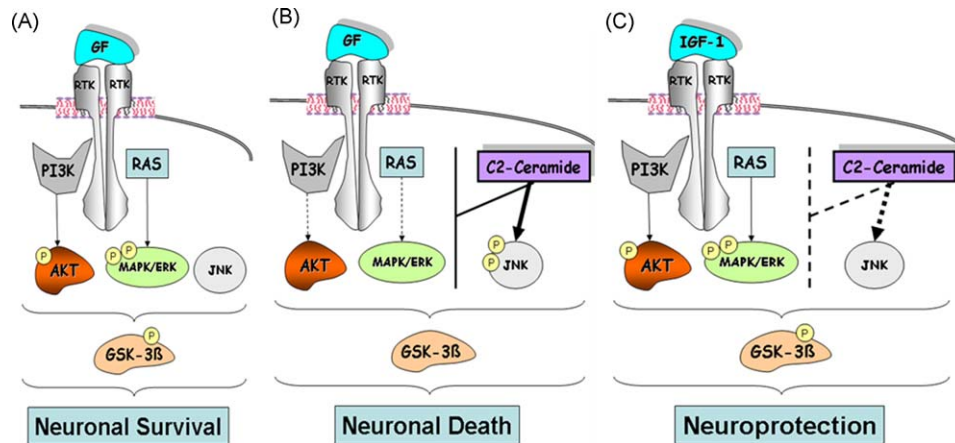 (A)
GF
RTK RTK
PI3K
RAS
P
AKT
P P
MAPK/ERK
JNK
P
GSK-3ß
Neuronal Survival
(B)
GF
RTK RTK
PI3K
RAS
C2-Ceramide
AKT
MAPK/ERK
P
P
JNK
GSK-3ß
Neuronal Death
(C)
IGF-1
RTK RTK
PI3K
RAS
C2-Ceramide
P
AKT
P P
MAPK/ERK
JNK
P
GSK-3ß
Neuroprotection